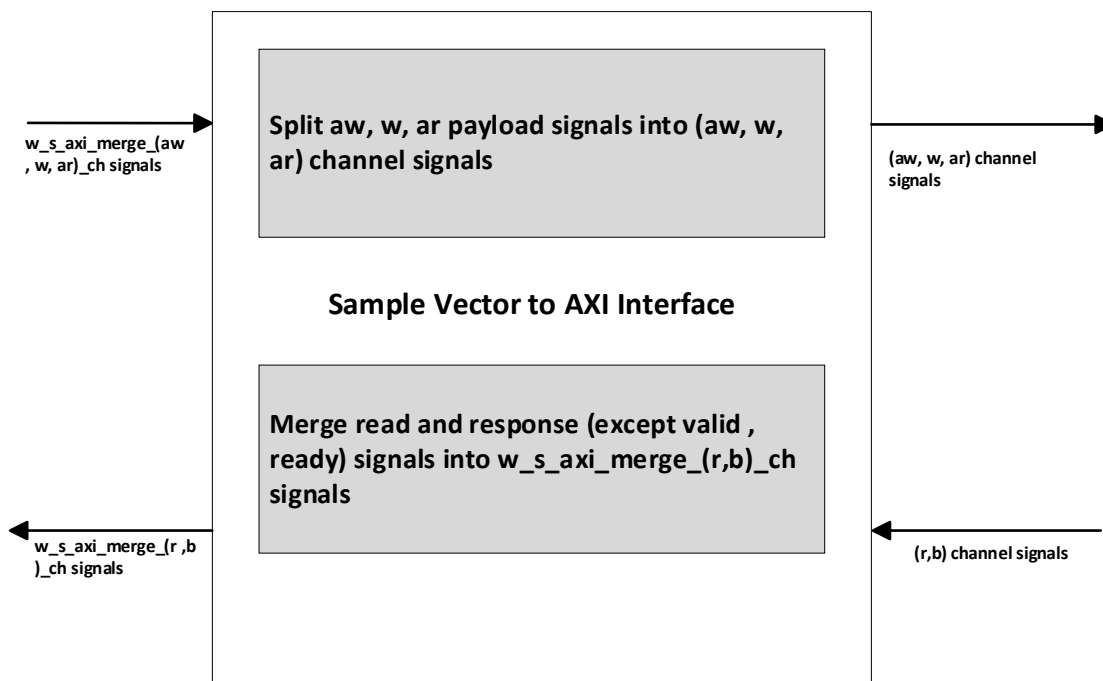 Split aw, w, ar payload signals into (aw, w,
ar) channel signals
w_s_axi_merge_(aw
, w, ar)_ch signals
(aw, w, ar) channel
signals
Sample Vector to AXI Interface
Merge read and response (except valid ,
ready) signals into w_s_axi_merge_(r,b)_ch
signals
w_s_axi_merge_(r ,b
)_ch signals
(r,b) channel signals